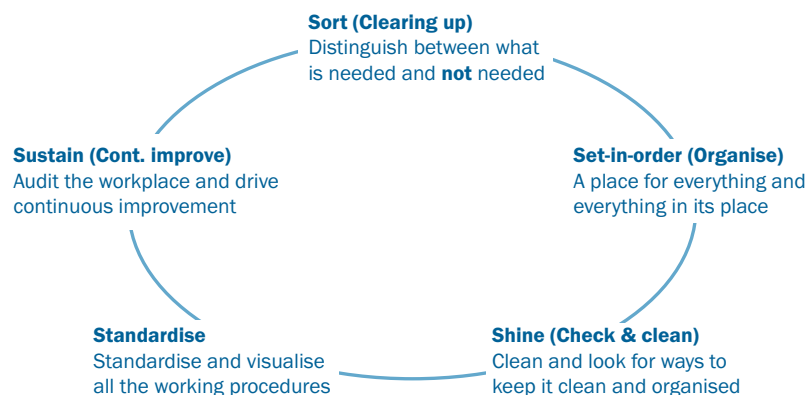 Sort (Clearing up)
Distinguish between what
is needed and not needed
Set-in-order (Organise)
A place for everything and
everything in its place
Shine (Check & clean)
Clean and look for ways to
keep it clean and organised
Standardise
Standardise and visualise
all the working procedures
Sustain (Cont. improve)
Audit the workplace and drive
continuous improvement